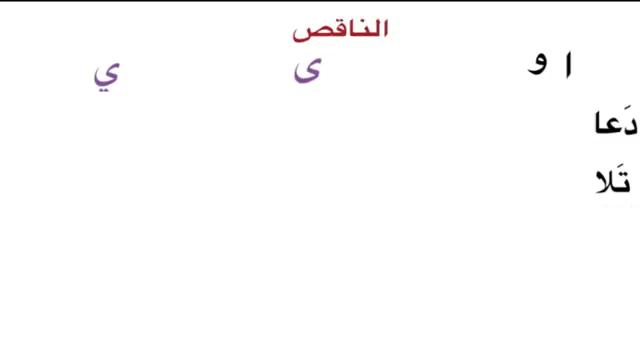 الناقص
ا و ى ي
دَعا
تَلا